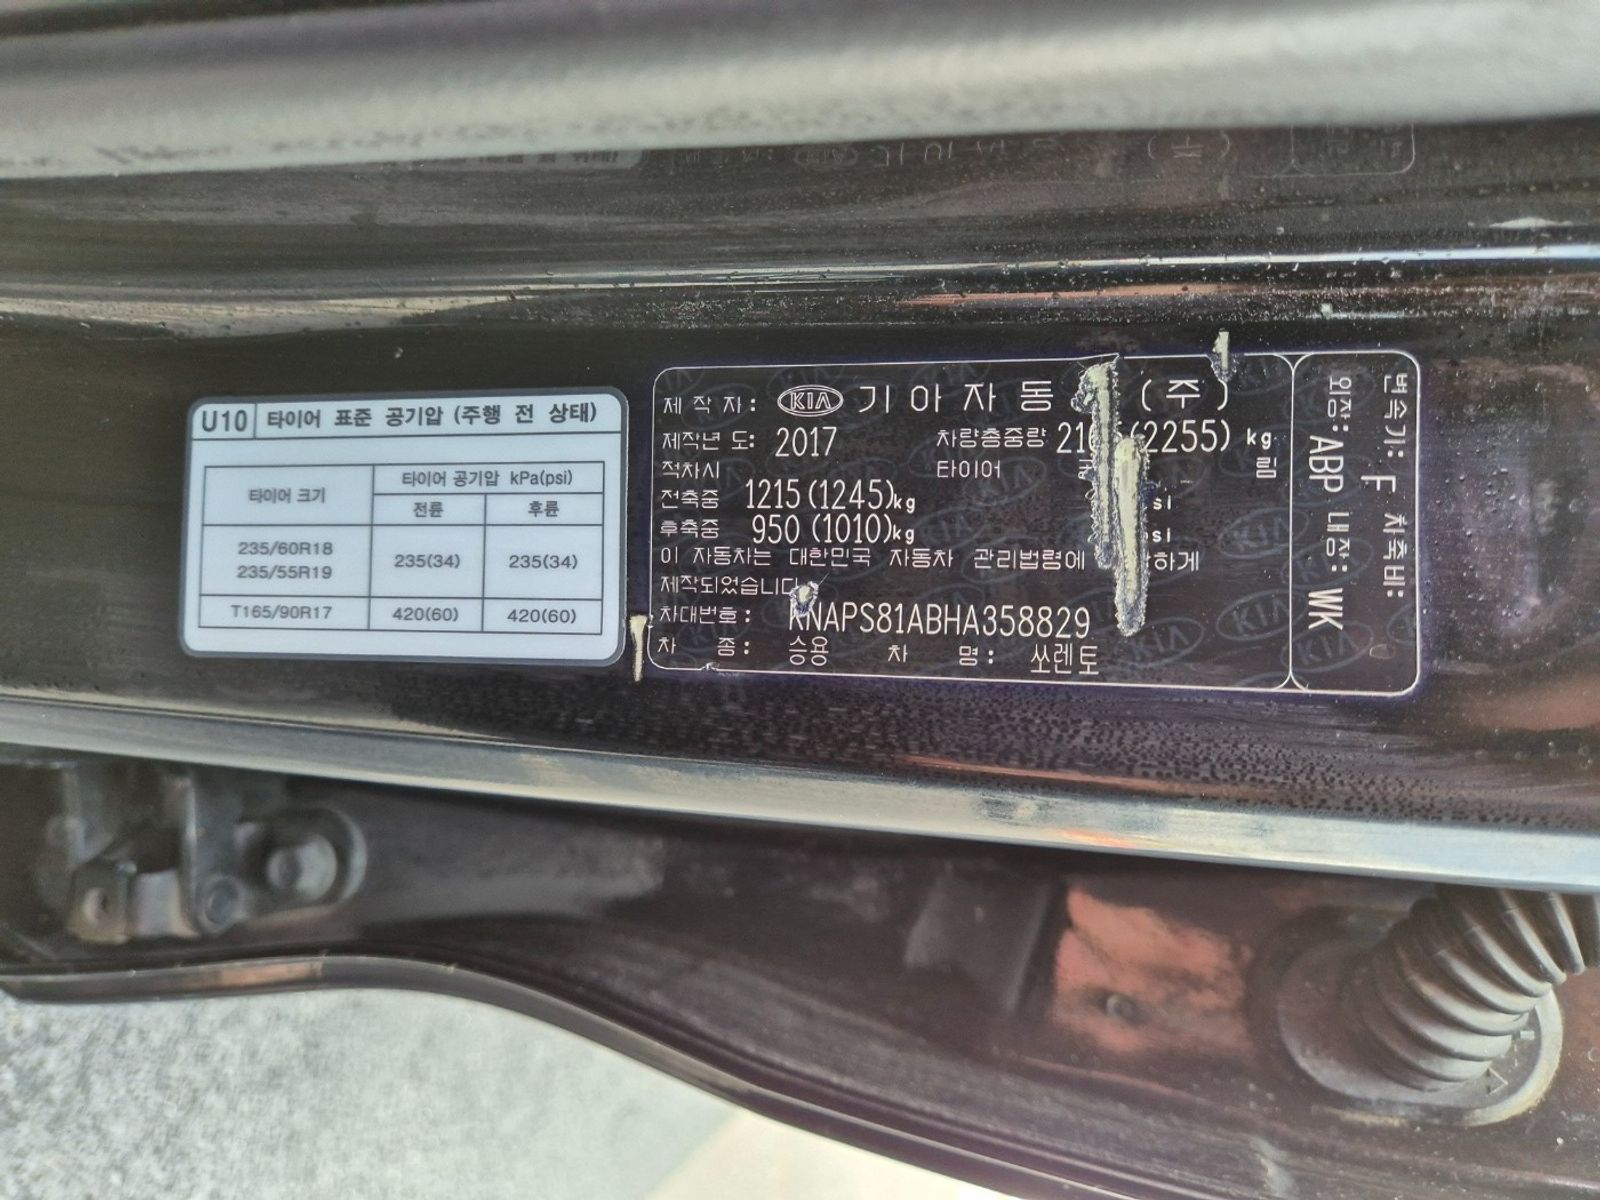 U10 타이어 표준 공기압 (주행 전 상태)
타이어 크기 타이어 공기압 kPa(psi)
전륜 후륜
235/60R18
235/55R19 235(34) 235(34)
T165/90R17 420(60) 420(60)
제 작 자: KIA 기 아 자 동 (주)
제작년 도: 2017 차량총중량 (2255) kg
적차시 타이어 림
전축중 1215(1245)kg
후축중 950(1010)kg
이 자동차는 대한민국 자동차 관리법령에 하게
제작되었습니다
차대번호: KNAPS81ABHA358829
차 종: 승용 차 명: 쏘렌토
변속기: F 차축비:
외장: ABP 내장: WK